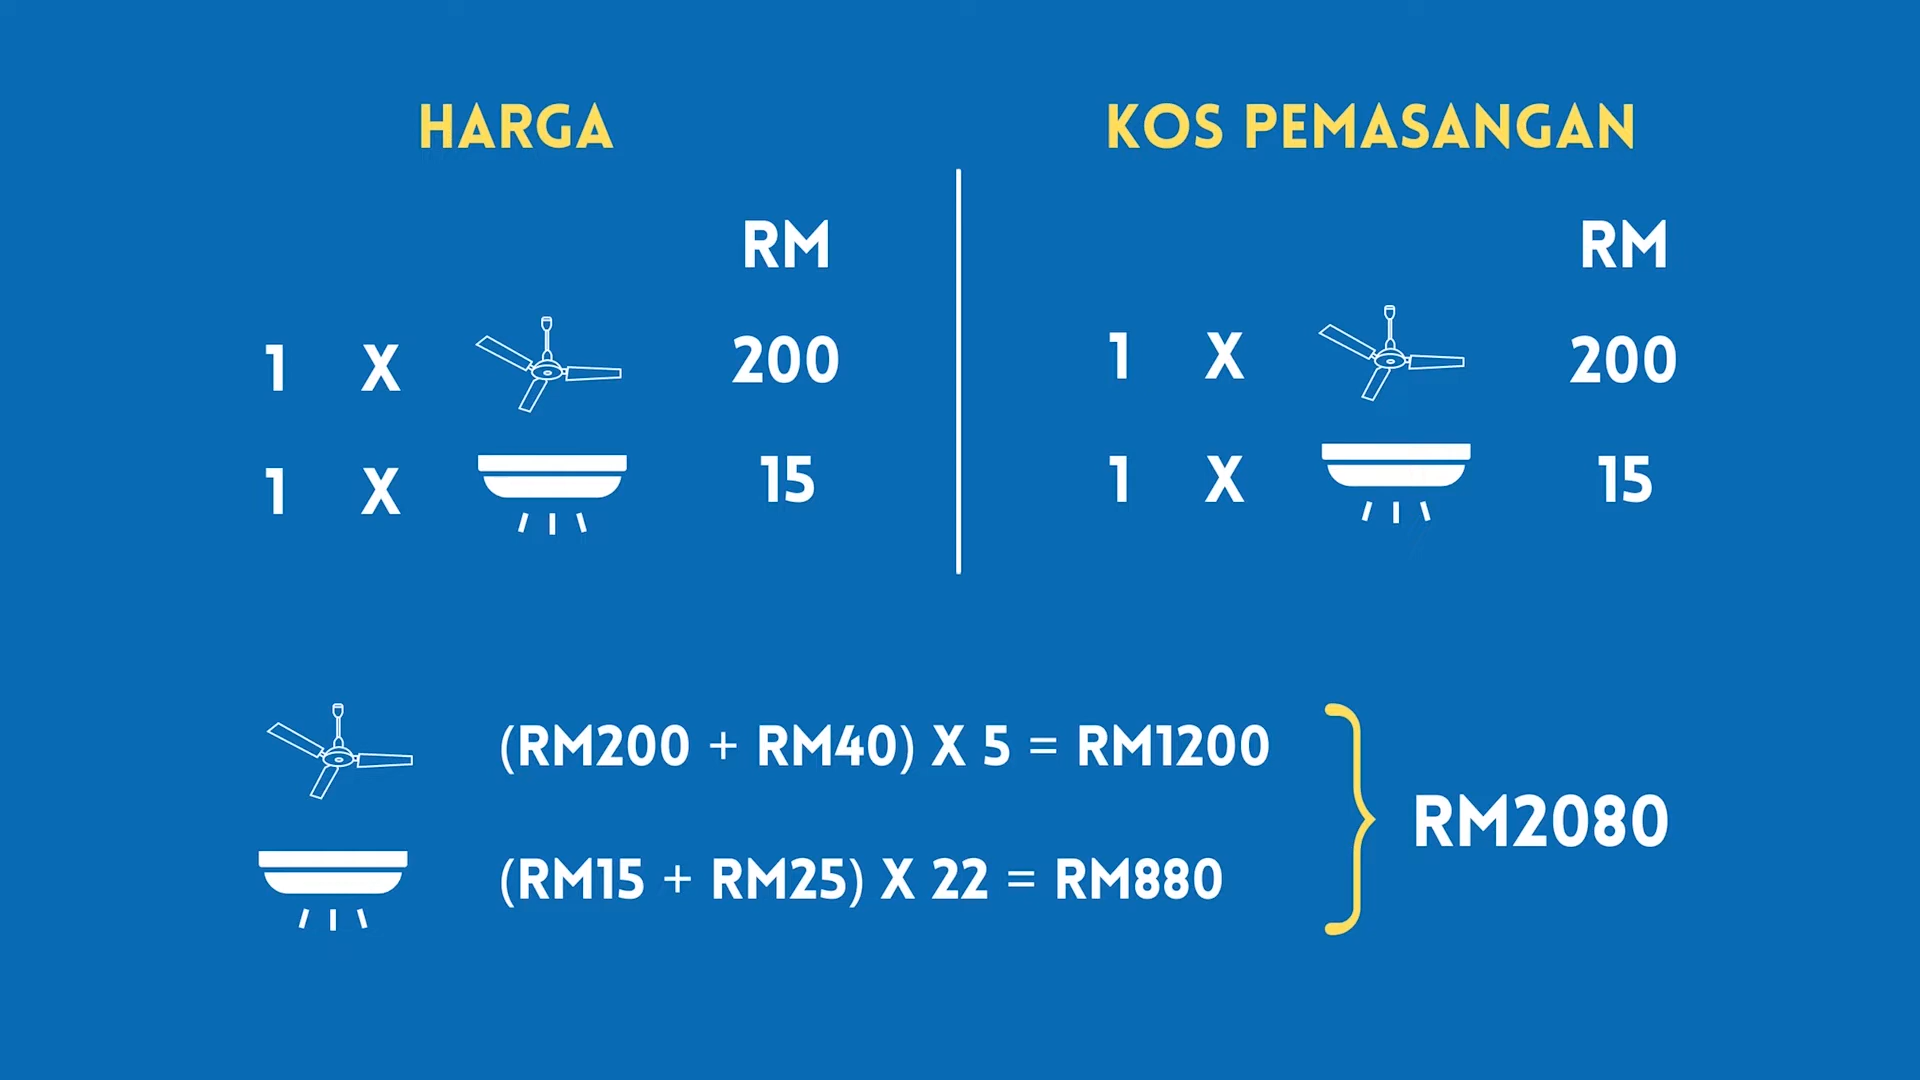 HARGA
RM
1 X 200
1 X 15
KOS PEMASANGAN
RM
1 X 200
1 X 15
(RM200 + RM40) X 5 = RM1200
(RM15 + RM25) X 22 = RM880
RM2080